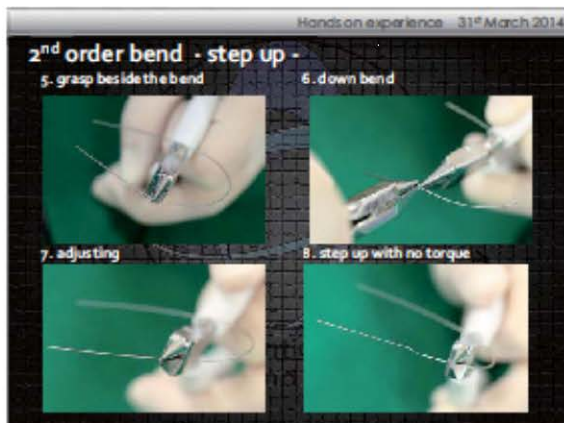 Hands on experience 31st March 2014
2nd order bend - step up -
5. grasp beside the bend
6. down bend
7. adjusting
8. step up with no torque